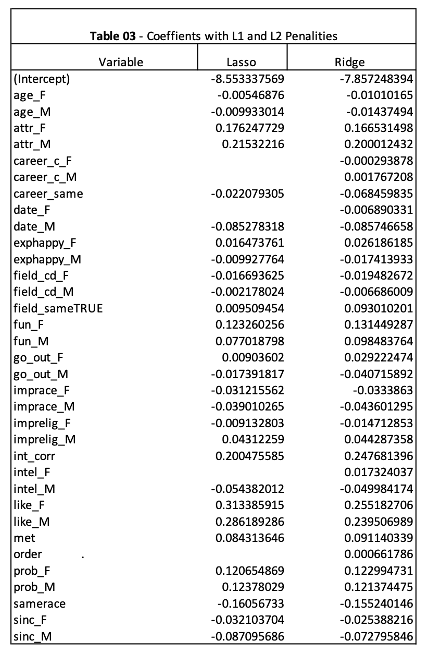 Table 03 - Coeffients with L1 and L2 Penalities
Variable Lasso Ridge
(Intercept) -8.553337569 -7.857248394
age_F -0.00546876 -0.01010165
age_M -0.009933014 -0.01437494
attr_F 0.176247729 0.166531498
attr_M 0.21532216 0.200012432
career_c_F -0.000293878
career_c_M 0.001767208
career_same -0.022079305 -0.068459835
date_F -0.006890331
date_M -0.085278318 -0.085746658
exphappy_F 0.016473761 0.026186185
exphappy_M -0.009927764 -0.017413933
field_cd_F -0.016693625 -0.019482672
field_cd_M -0.002178024 -0.006686009
field_sameTRUE 0.009509454 0.093010201
fun_F 0.123260256 0.131449287
fun_M 0.077018798 0.098483764
go_out_F 0.00903602 0.029222474
go_out_M -0.017391817 -0.040715892
imprace_F -0.031215562 -0.0333863
imprace_M -0.039010265 -0.043601295
imprelig_F -0.009132803 -0.014712853
imprelig_M 0.04312259 0.044287358
int_corr 0.200475585 0.247681396
intel_F 0.017324037
intel_M -0.054382012 -0.049984174
like_F 0.313385915 0.255182706
like_M 0.286189286 0.239506989
met 0.084313646 0.091140339
order . 0.000661786
prob_F 0.120654869 0.122994731
prob_M 0.12378029 0.121374475
samerace -0.16056733 -0.155240146
sinc_F -0.032103704 -0.025388216
sinc_M -0.087095686 -0.072795846